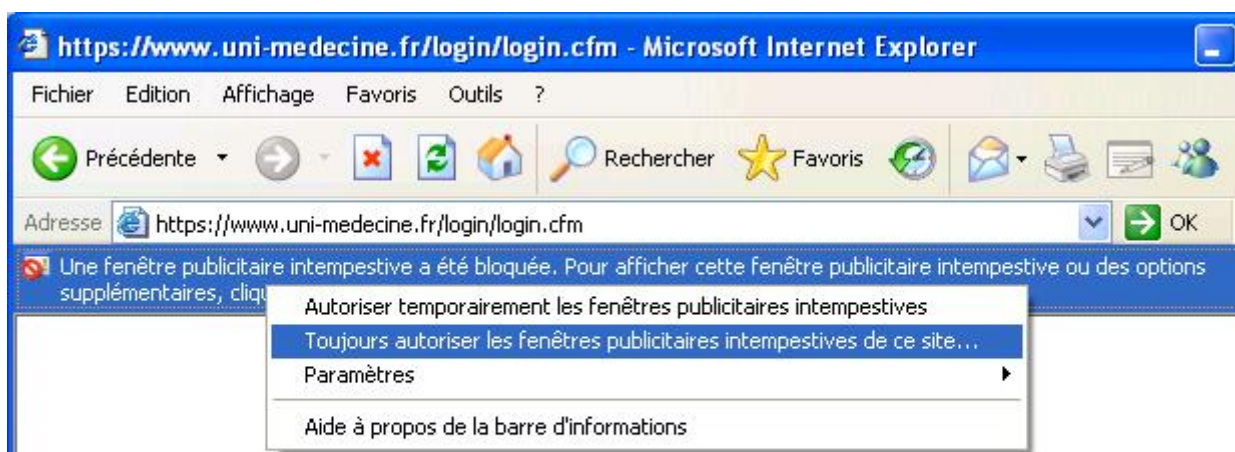 https://www.uni-medecine.fr/login/login.cfm - Microsoft Internet Explorer
Fichier Edition Affichage Favoris Outils ?
Précédente Rechercher Favoris
Adresse https://www.uni-medecine.fr/login/login.cfm OK
Une fenêtre publicitaire intempestive a été bloquée. Pour afficher cette fenêtre publicitaire intempestive ou des options
supplémentaires,
Autoriser temporairement les fenêtres publicitaires intempestives
Toujours autoriser les fenêtres publicitaires intempestives de ce site...
Paramètres
Aide à propos de la barre d'informations